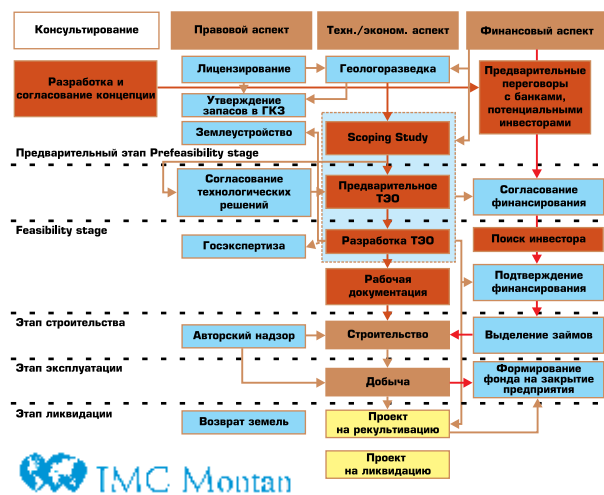 Консультирование
Правовой аспект
Техн./эконом. аспект
Финансовый аспект
Разработка и
согласование концепции
Лицензирование
Геологоразведка
Предварительные
переговоры
с банками,
потенциальными
инвесторами
Утверждение
запасов в ГКЗ
Землеустройство
Scoping Study
Предварительный этап Prefeasibility stage
Согласование
технологических
решений
Предварительное
ТЭО
Согласование
финансирования
Feasibility stage
Госэкспертиза
Разработка ТЭО
Поиск инвестора
Рабочая
документация
Подтверждение
финансирования
Этап строительства
Авторский надзор
Строительство
Выделение займов
Этап эксплуатации
Добыча
Формирование
фонда на закрытие
предприятия
Этап ликвидации
Возврат земель
Проект
на рекультивацию
Проект
на ликвидацию
IMC Montan